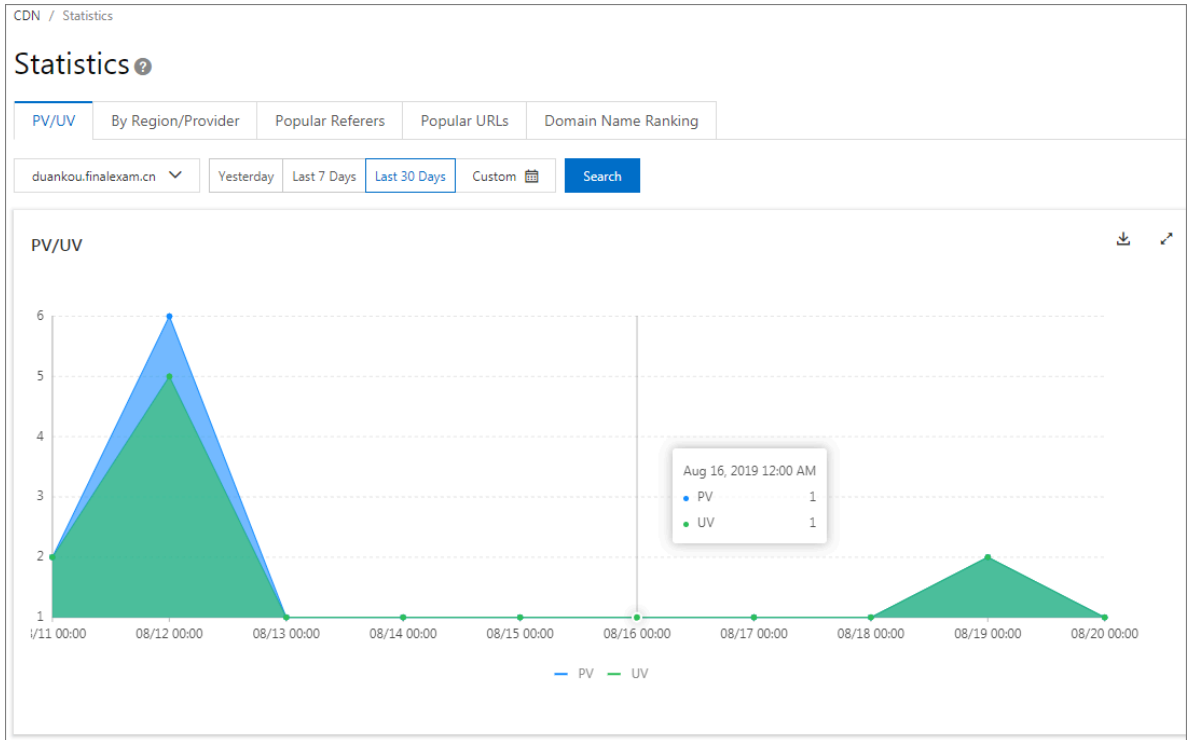 CDN / Statistics
Statistics ?
PV/UV By Region/Provider Popular Referers Popular URLs Domain Name Ranking
duankou.finalexam.cn Yesterday Last 7 Days Last 30 Days Custom Search
PV/UV
6
5
4
3
2
1
Aug 16, 2019 12:00 AM
PV 1
UV 1
/11 00:00 08/12 00:00 08/13 00:00 08/14 00:00 08/15 00:00 08/16 00:00 08/17 00:00 08/18 00:00 08/19 00:00 08/20 00:00
PV UV